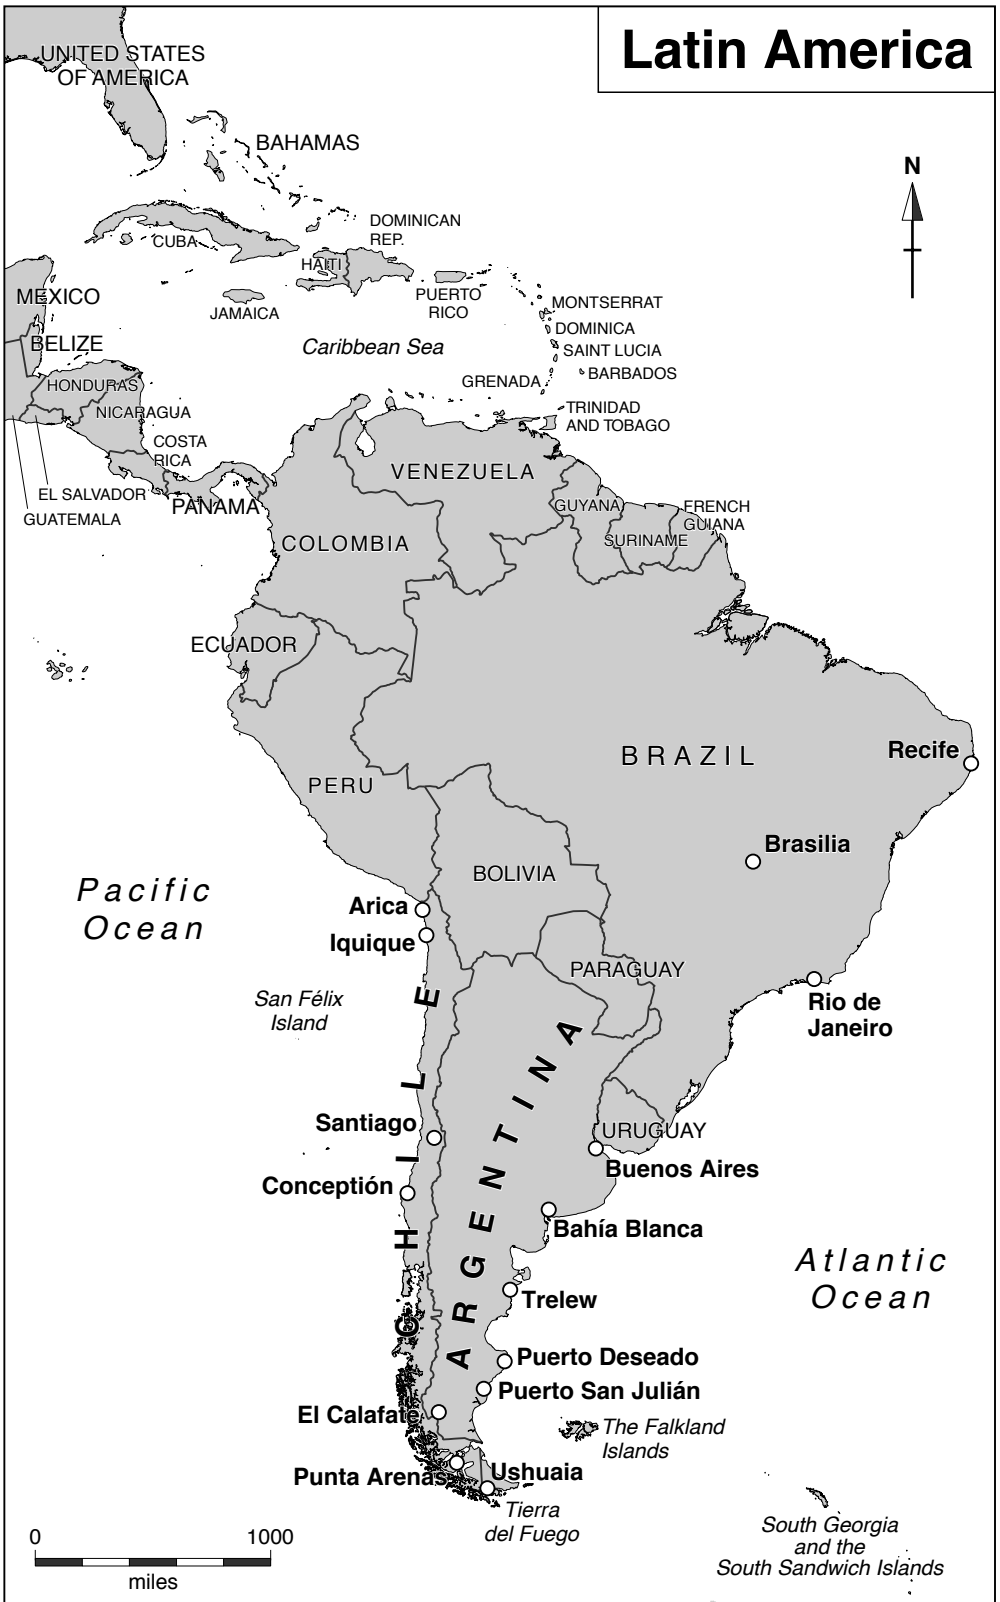 Latin America
UNITED STATES
OF AMERICA
BAHAMAS
N
DOMINICAN
REP.
CUBA
HAITI
MEXICO
PUERTO
RICO
JAMAICA
MONTSERRAT
DOMINICA
BELIZE
Caribbean Sea
SAINT LUCIA
BARBADOS
GRENADA
HONDURAS
NICARAGUA
TRINIDAD
AND TOBAGO
COSTA
RICA
VENEZUELA
EL SALVADOR
PANAMA
GUATEMALA
GUYANA
FRENCH
GUIANA
SURINAME
COLOMBIA
ECUADOR
BRAZIL
Recife
PERU
Brasilia
BOLIVIA
Pacific
Ocean
Arica
Iquique
PARAGUAY
San Félix
Island
Rio de
Janeiro
CHILE
ARGENTINA
Santiago
URUGUAY
Buenos Aires
Conceptión
Bahía Blanca
Atlantic
Ocean
Trelew
Puerto Deseado
Puerto San Julián
El Calafate
The Falkland
Islands
Punta Arenas
Ushuaia
Tierra
del Fuego
South Georgia
and the
South Sandwich Islands
0 1000
miles